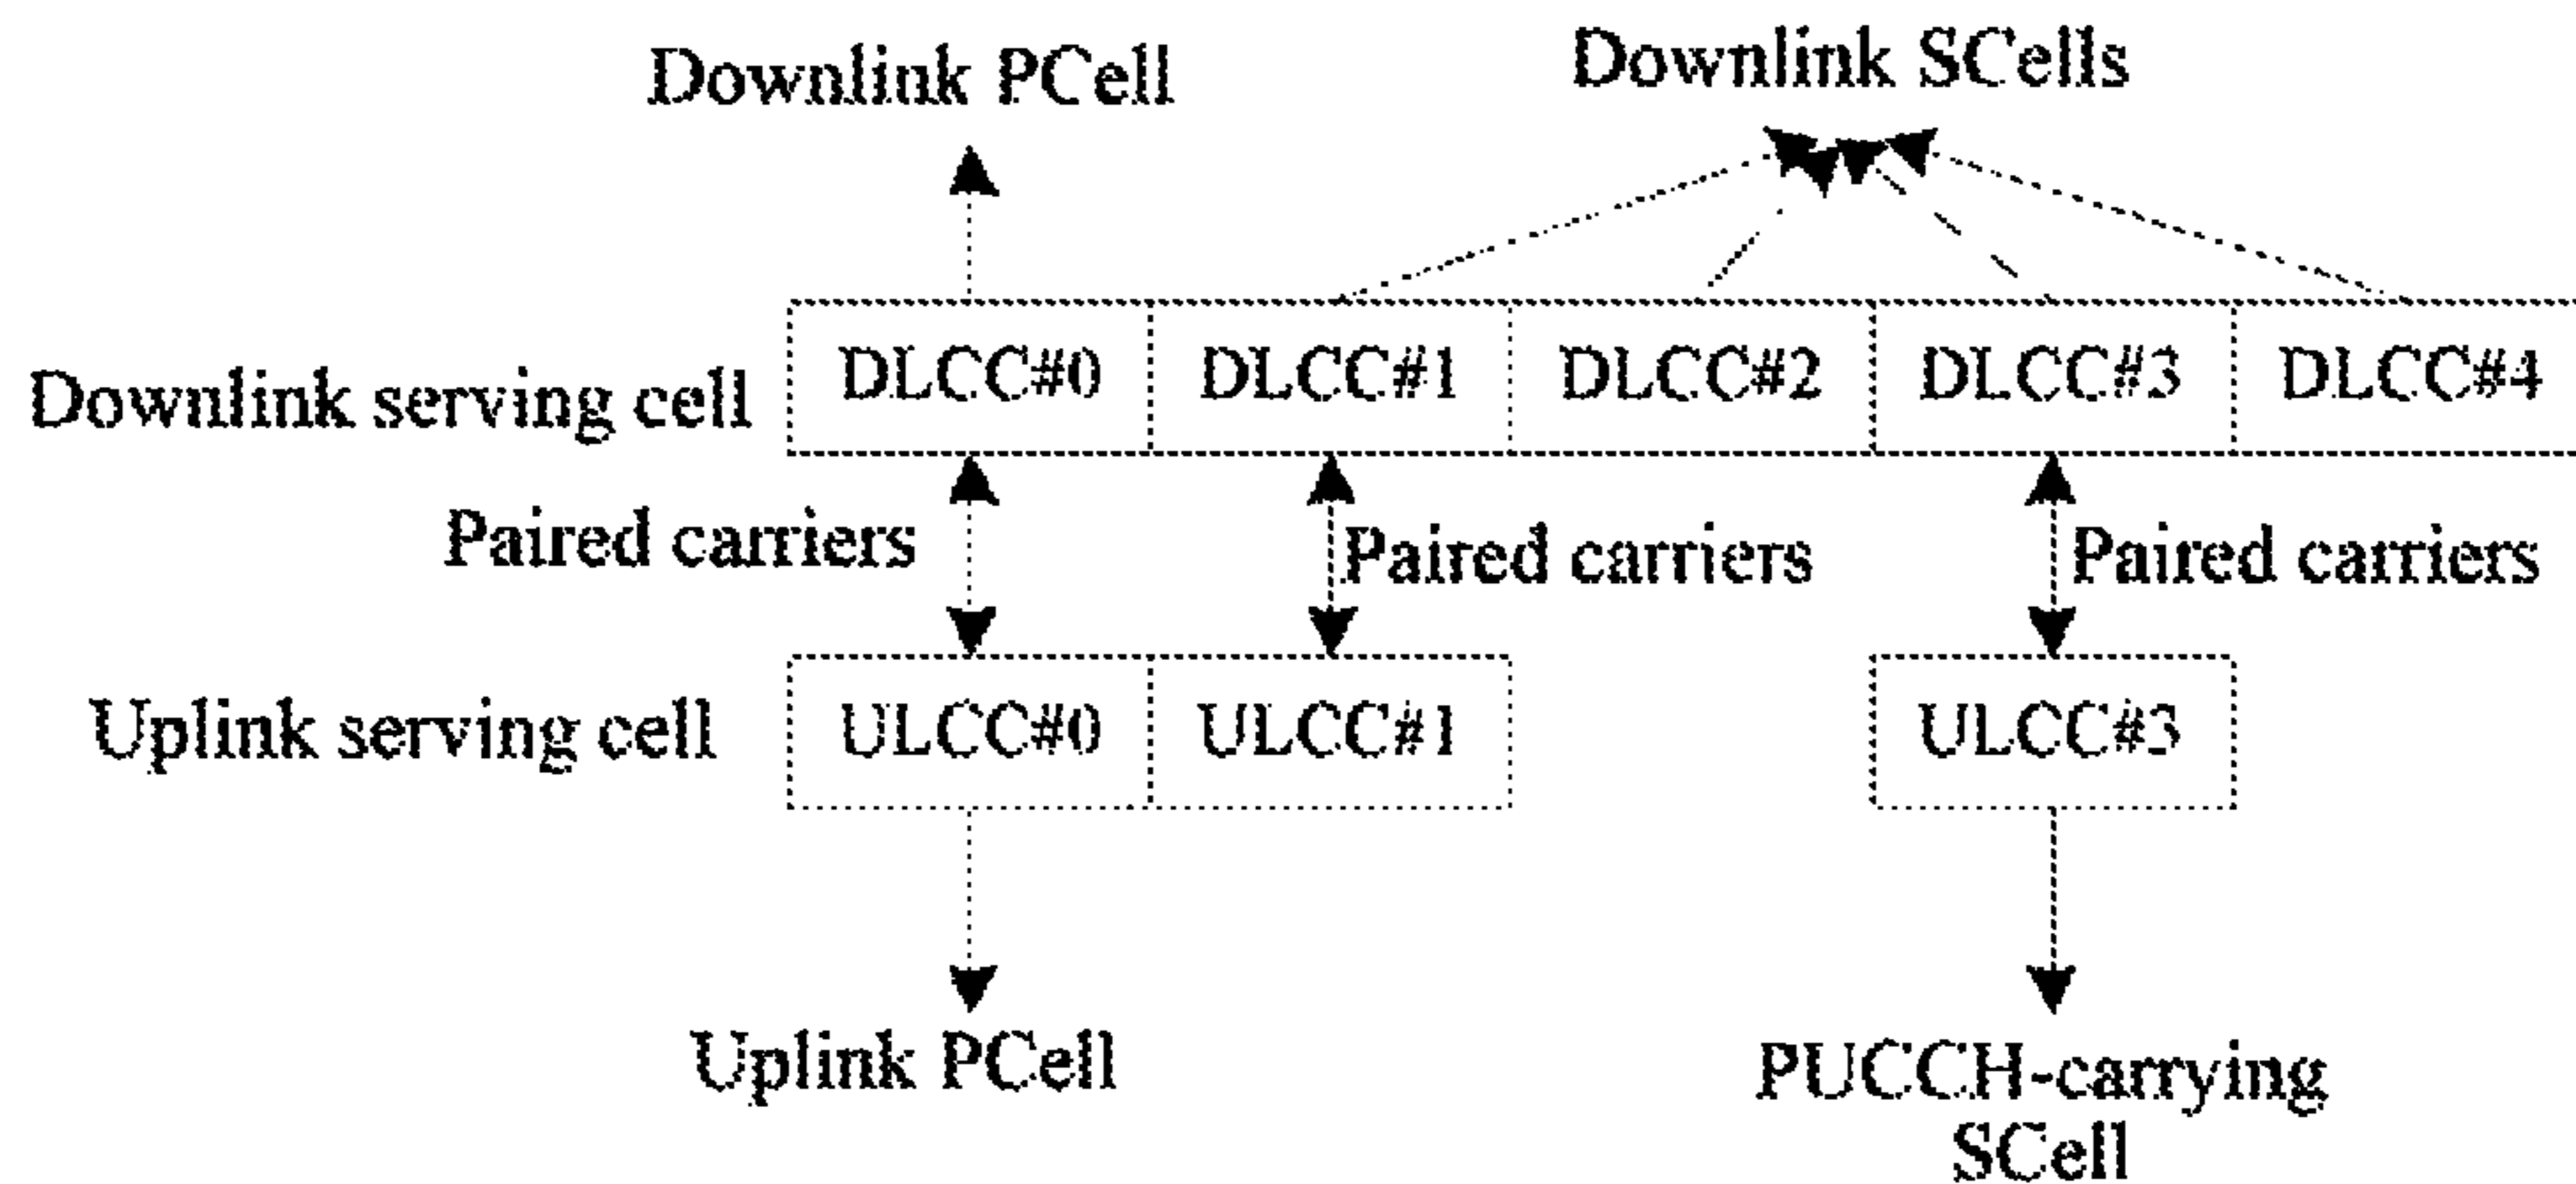 Downlink PCell
Downlink SCells
Downlink serving cell
DLCC#0
DLCC#1
DLCC#2
DLCC#3
DLCC#4
Paired carriers
Paired carriers
Paired carriers
Uplink serving cell
ULCC#0
ULCC#1
ULCC#3
Uplink PCell
PUCCH-carrying
SCell